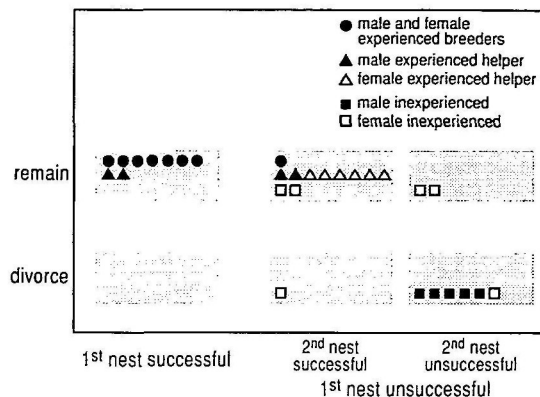 male and female
experienced breeders
male experienced helper
female experienced helper
male inexperienced
female inexperienced
remain
divorce
1st nest successful
2nd nest
successful
2nd nest
unsuccessful
1st nest unsuccessful